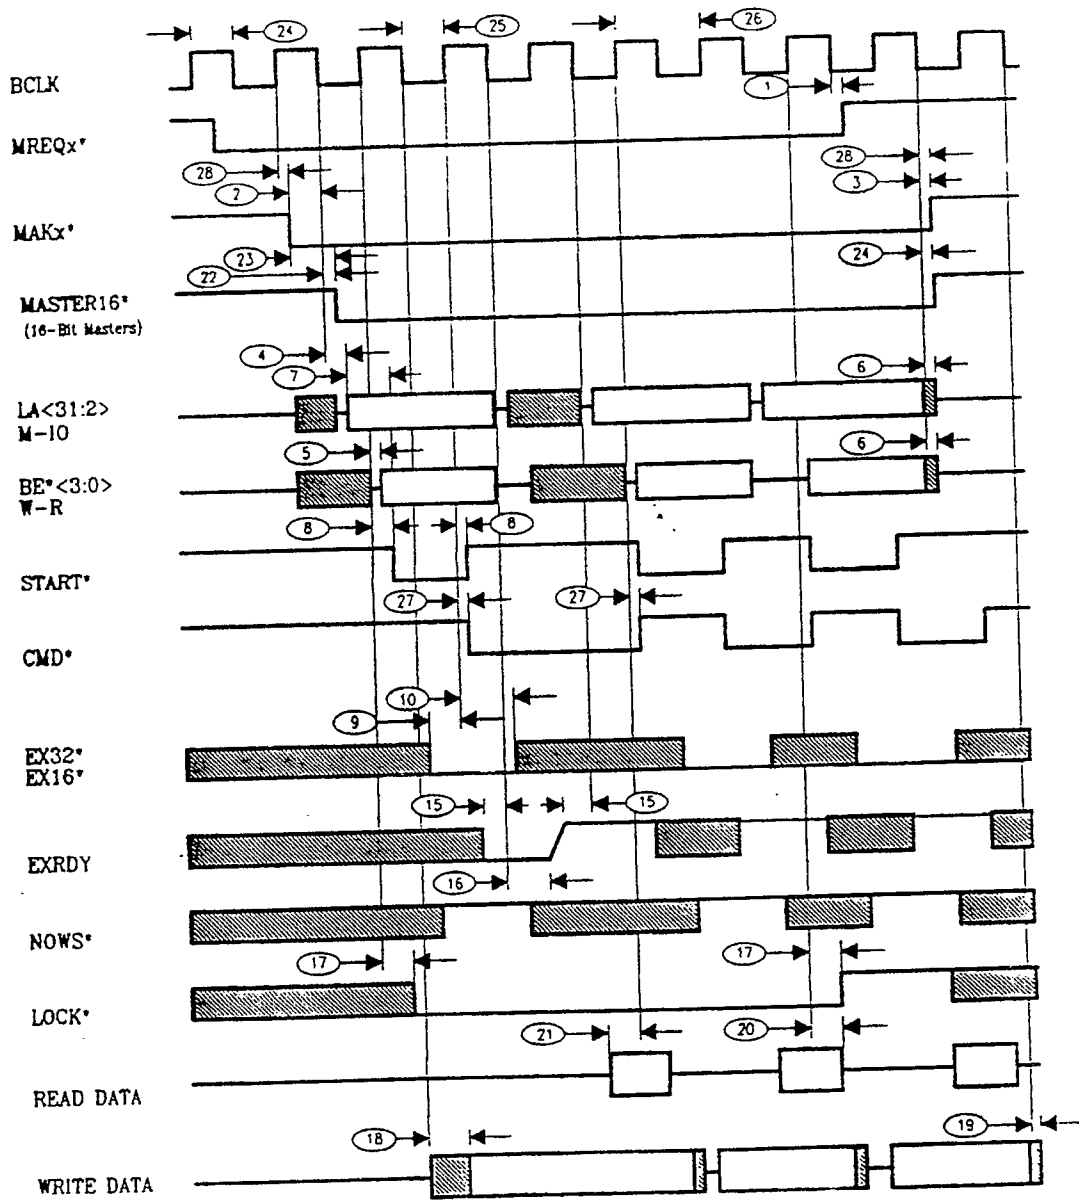 24
25
26
BCLK
1
MREQx*
28
28
2
3
MAKx*
23
24
22
MASTER16*
(16-Bit Masters)
4
7
6
LA<31:2>
M-IO
5
6
BE*<3:0>
W-R
8
8
START*
27
27
CMD*
10
9
EX32*
EX16*
15
15
EXRDY
16
NOWS*
17
17
LOCK*
21
20
READ DATA
18
19
WRITE DATA